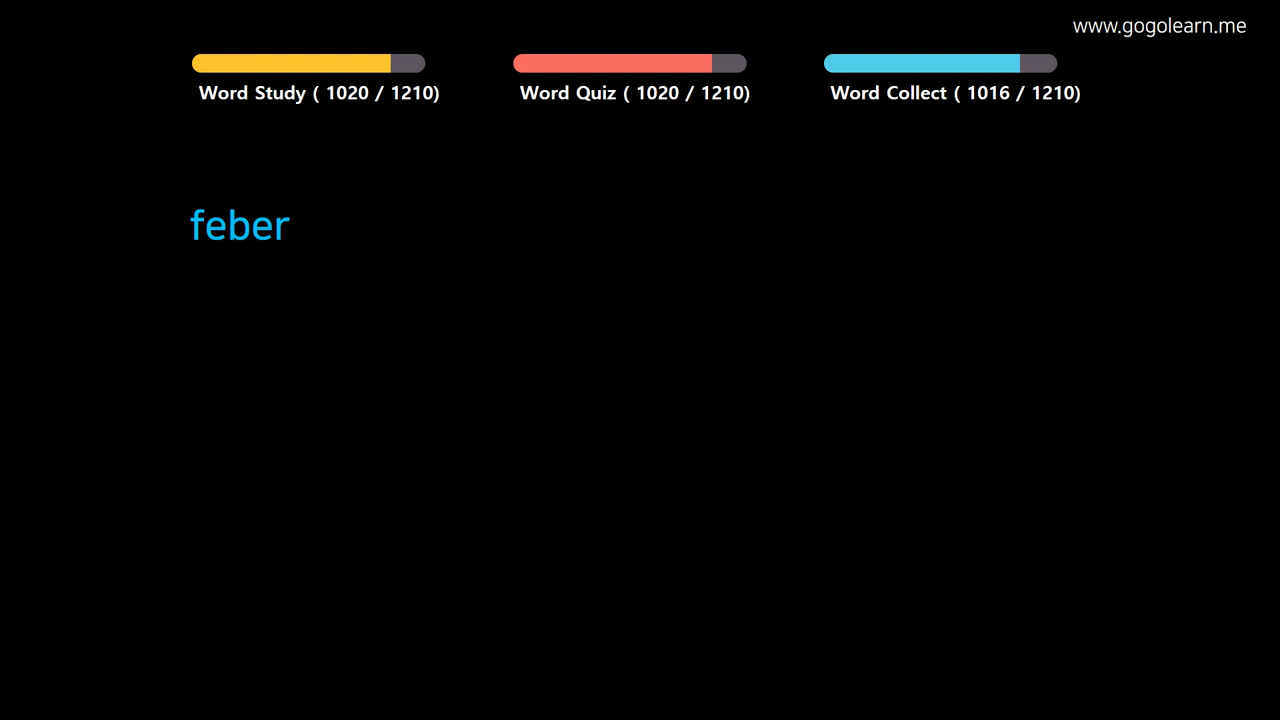 www.gogolearn.me
Word Study ( 1020 / 1210)
Word Quiz ( 1020 / 1210)
Word Collect ( 1016 / 1210)
feber